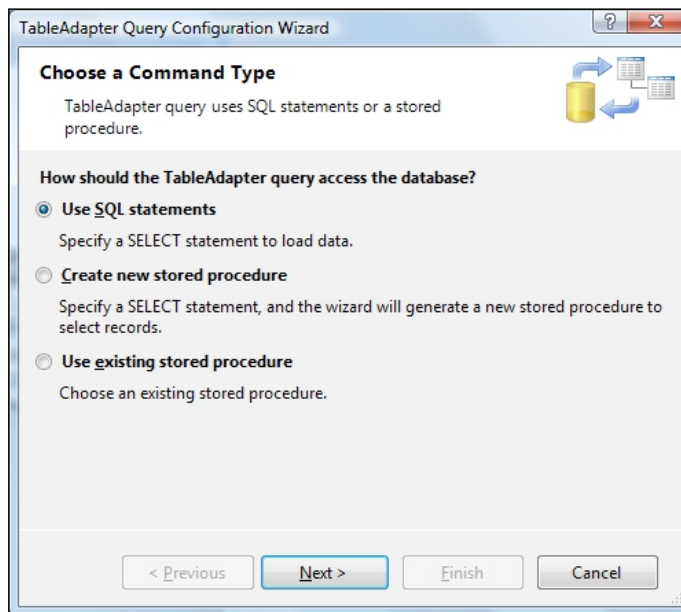 TableAdapter Query Configuration Wizard
?
Choose a Command Type
TableAdapter query uses SQL statements or a stored
procedure.
How should the TableAdapter query access the database?
Use SQL statements
Specify a SELECT statement to load data.
Create new stored procedure
Specify a SELECT statement, and the wizard will generate a new stored procedure to
select records.
Use existing stored procedure
Choose an existing stored procedure.
< Previous
Next >
Finish
Cancel